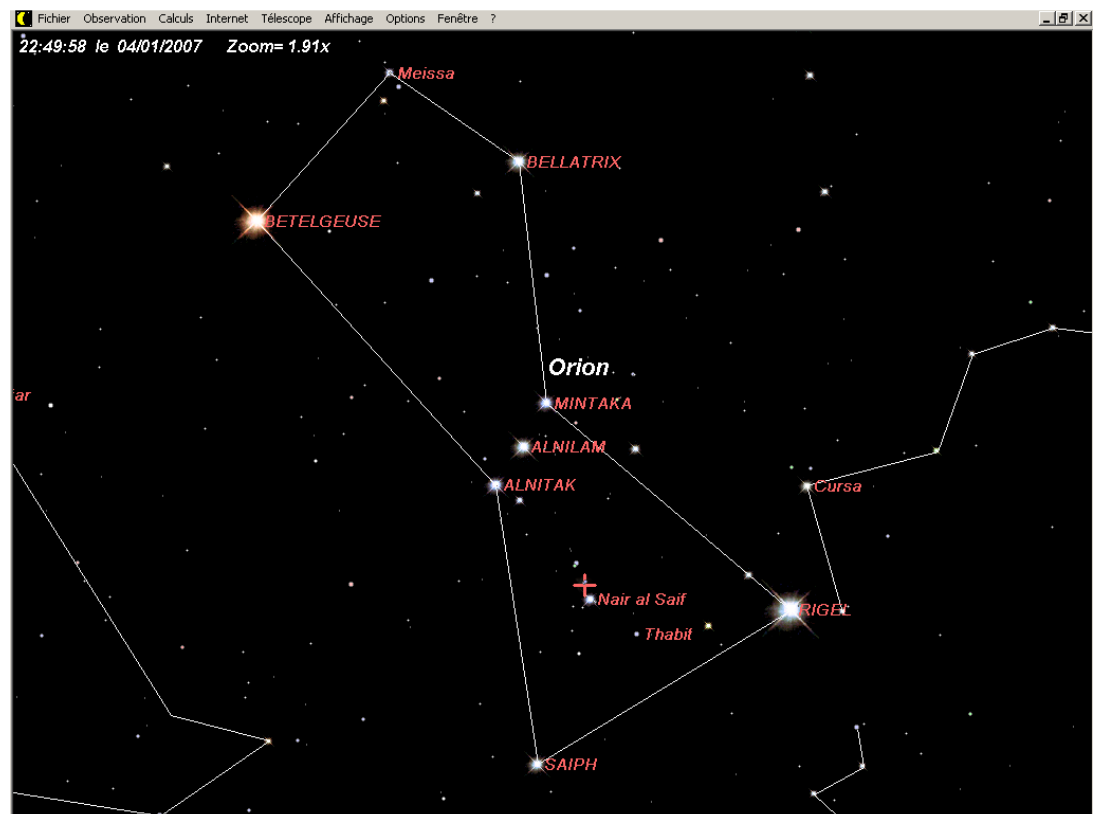 Fichier Observation Calculs Internet Télescope Affichage Options Fenêtre ?
22:49:58 le 04/01/2007 Zoom= 1.91x
Meissa
BELLATRIX
BETELGEUSE
Orion
ar
MINTAKA
ALNILAM
ALNITAK
Cursa
Nair al Saif
RIGEL
Thabit
SAIPH